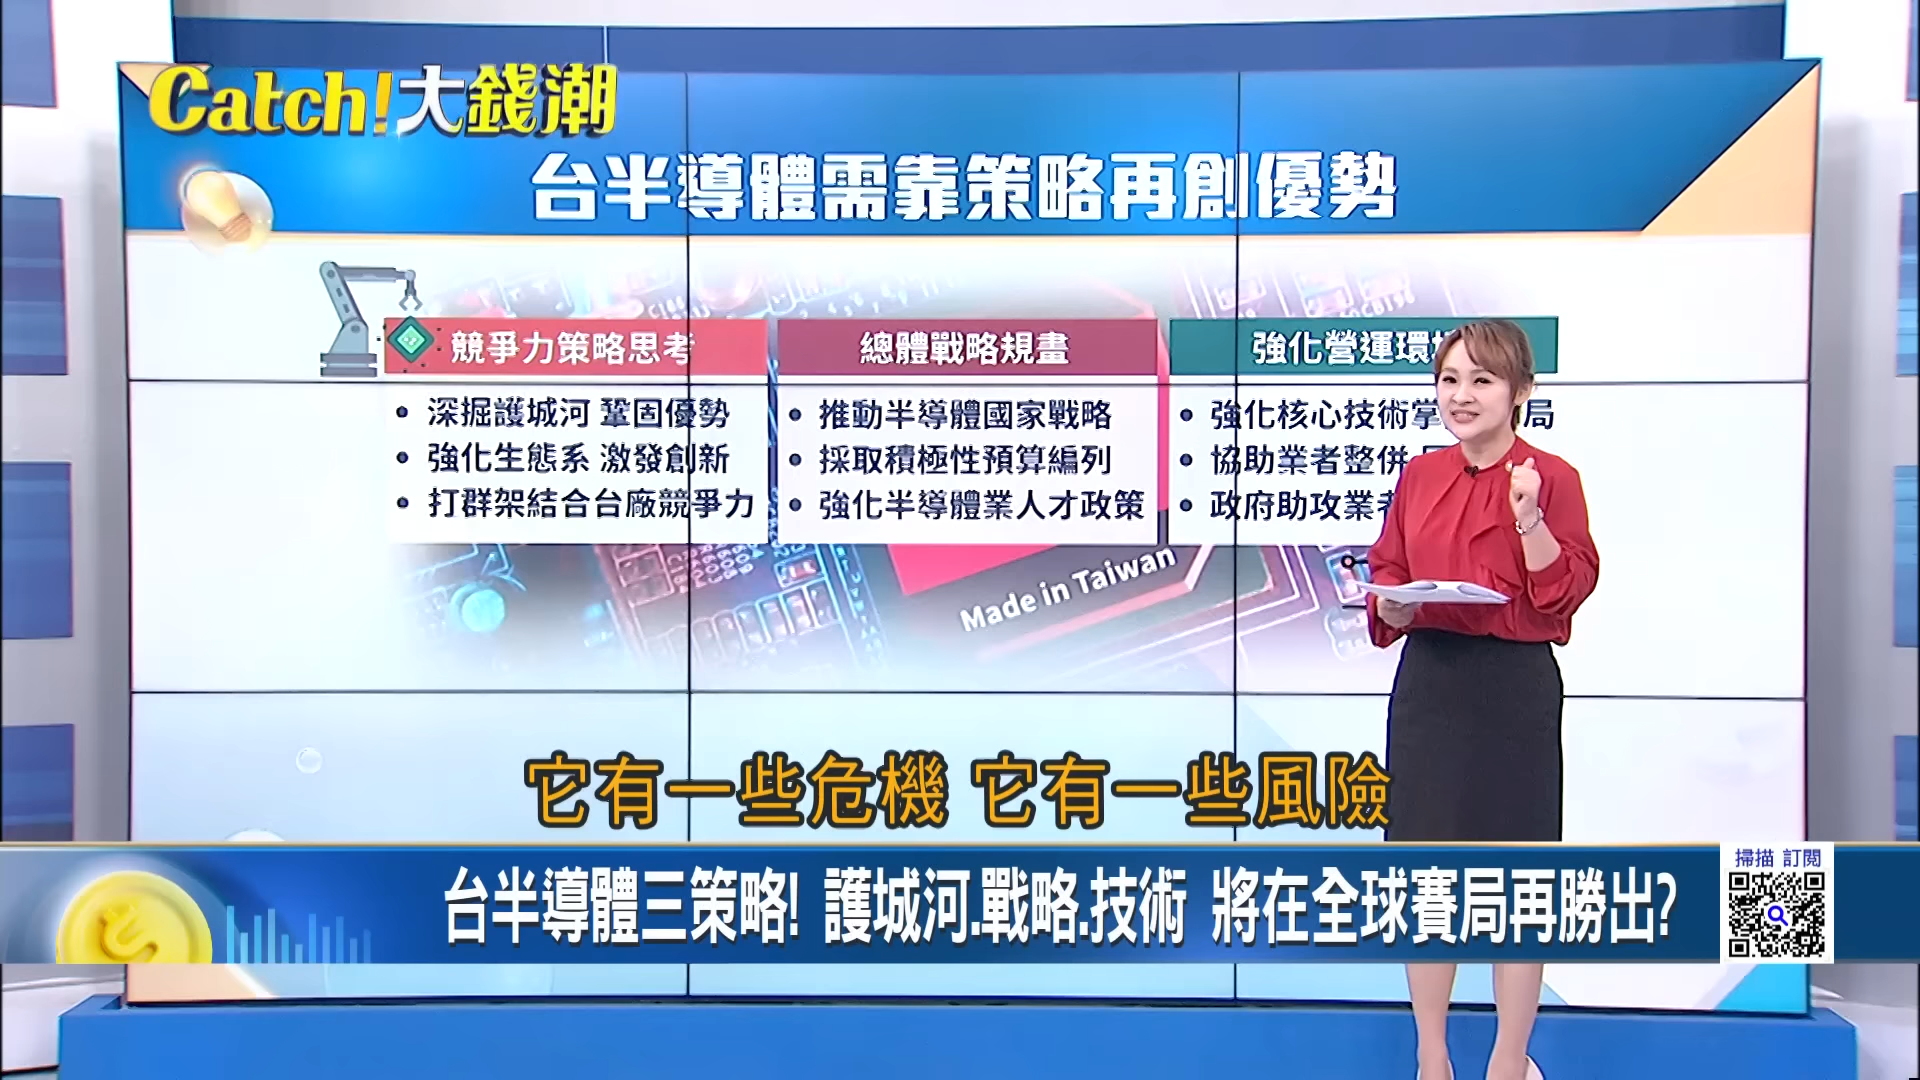 Catch!大錢潮
台半導體需靠策略再創優勢
競爭力策略思考
• 深掘護城河 鞏固優勢
• 強化生態系 激發創新
• 打群架結合台廠競爭力
總體戰略規畫
• 推動半導體國家戰略
• 採取積極性預算編列
• 強化半導體業人才政策
強化營運環
• 強化核心技術掌 局
• 協助業者整併
• 政府助攻業者
Made in Taiwan
它有一些危機 它有一些風險
台半導體三策略! 護城河.戰略.技術 將在全球賽局再勝出?
掃描 訂閱